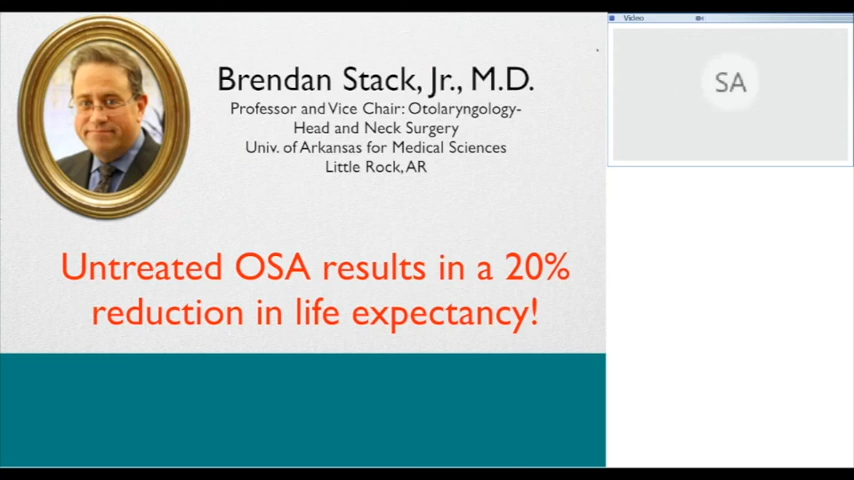 Brendan Stack, Jr., M.D.
Professor and Vice Chair: Otolaryngology-
Head and Neck Surgery
Univ. of Arkansas for Medical Sciences
Little Rock, AR
Untreated OSA results in a 20%
reduction in life expectancy!
Video
SA